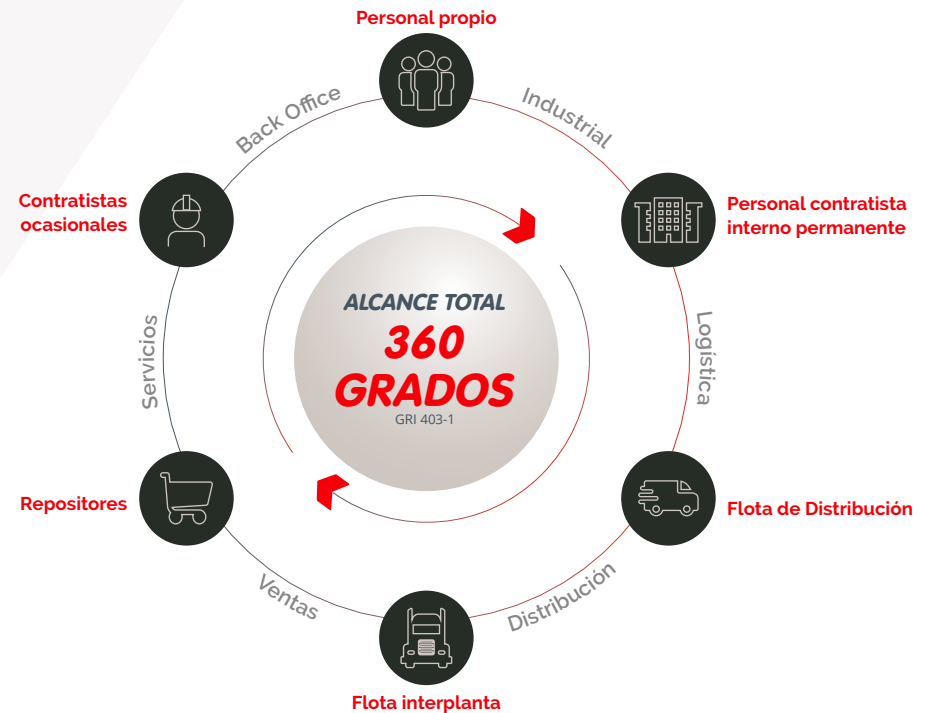 Personal propio
Back Office
Industrial
Contratistas
ocasionales
Personal contratista
interno permanente
ALCANCE TOTAL
360
GRADOS
GRI 403-1
Servicios
Logística
Repositores
Flota de Distribución
Ventas
Distribución
Flota interplanta